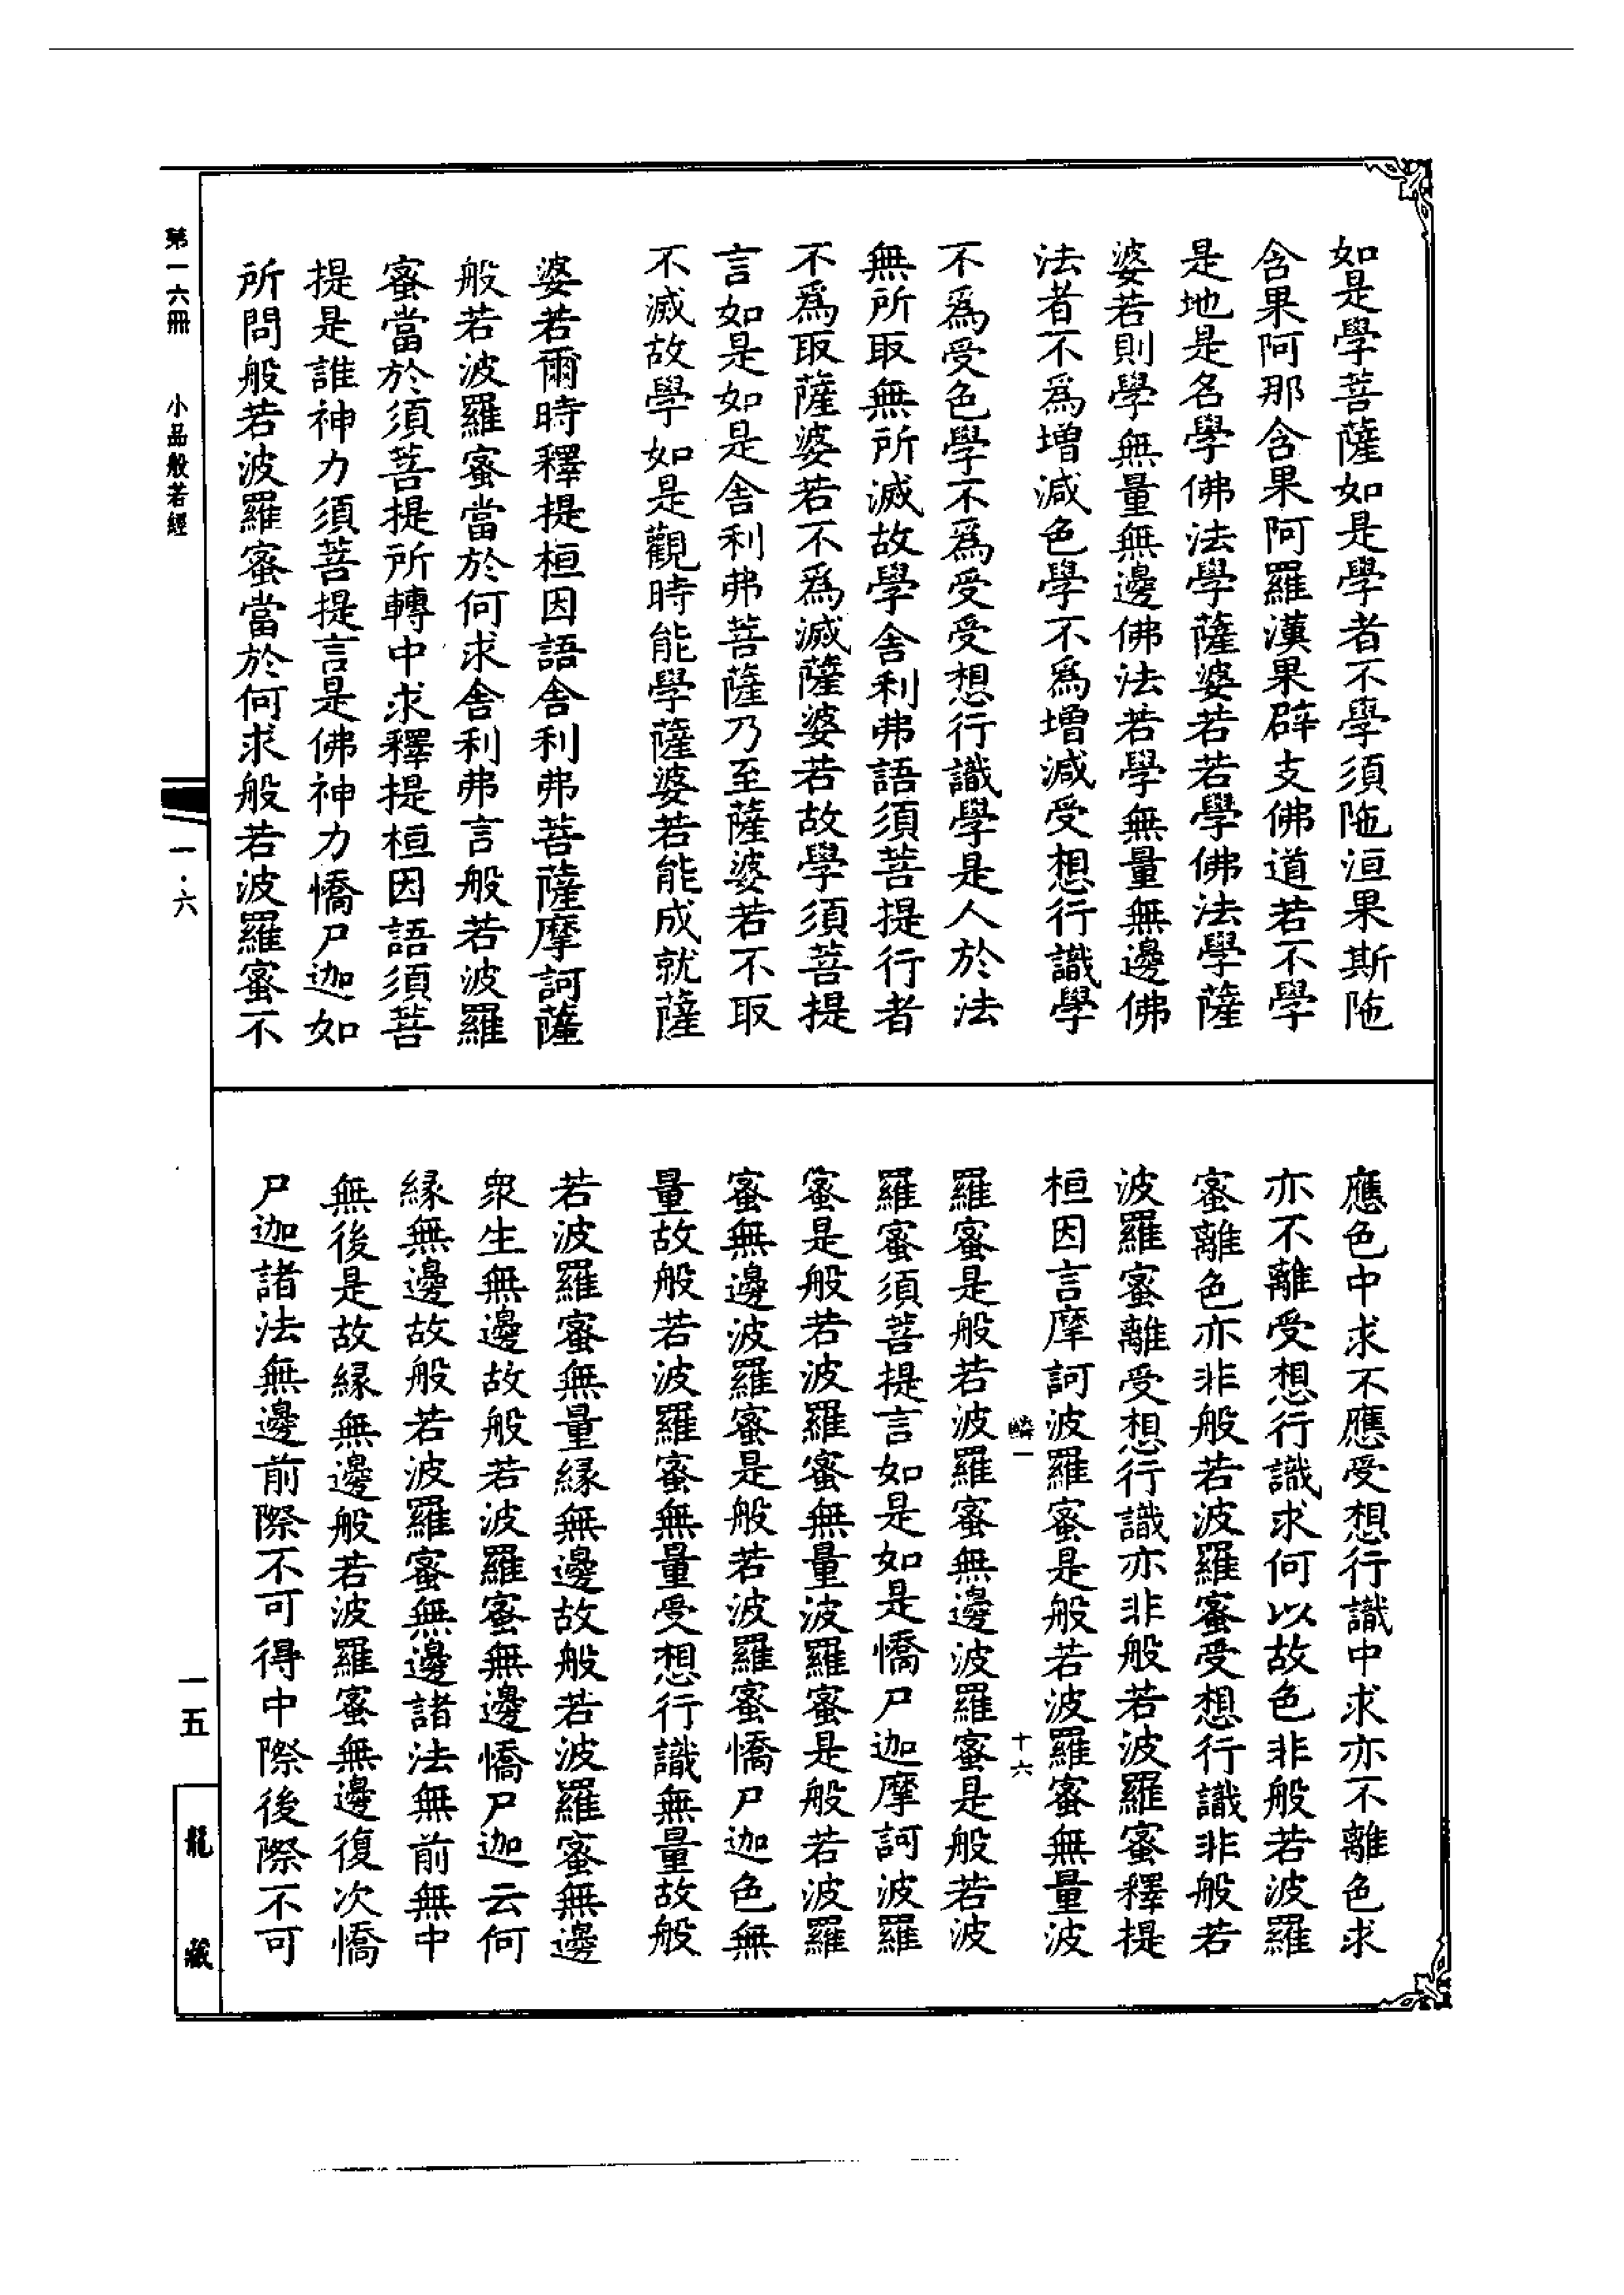 如是學菩薩如是學者不學須陁洹果斯陁
含果阿那含果阿羅漢果辟支佛道若不學
是地是名學佛法學薩婆若若學佛法學薩
婆若則學無量無邊佛法若學無量無邊佛
法者不爲增減色學不爲增減受想行識學
不爲受色學不爲受受想行識學是人於法
無所取無所滅故學舍利弗語須菩提行者
不爲取薩婆若不爲滅薩婆若故學須菩提
言如是如是舍利弗菩薩乃至薩婆若不取
不滅故學如是觀時能學薩婆若能成就薩
婆若爾時釋提桓因語舍利弗菩薩摩訶薩
般若波羅蜜當於何求舍利弗言般若波羅
蜜當於須菩提所轉中求釋提桓因語須菩
提是誰神力須菩提言是佛神力憍尸迦如
所問般若波羅蜜當於何求般若波羅蜜不
應色中求不應受想行識中求亦不離色求
亦不離受想行識求何以故色非般若波羅
蜜離色亦非般若波羅蜜受想行識非般若
波羅蜜離受想行識亦非般若波羅蜜釋提
桓因言摩訶波羅蜜是般若波羅蜜無量波
麟一 十六
羅蜜是般若波羅蜜無邊波羅蜜是般若波
羅蜜須菩提言如是如是憍尸迦摩訶波羅
蜜是般若波羅蜜無量波羅蜜是般若波羅
蜜無邊波羅蜜是般若波羅蜜憍尸迦色無
量故般若波羅蜜無量受想行識無量故般
若波羅蜜無量緣無邊故般若波羅蜜無邊
衆生無邊故般若波羅蜜無邊憍尸迦云何
緣無邊故般若波羅蜜無邊諸法無前無中
無後是故緣無邊般若波羅蜜無邊復次憍
尸迦諸法無邊前際不可得中際後際不可
第一六冊 小品般若經 一·六
一五
龍藏